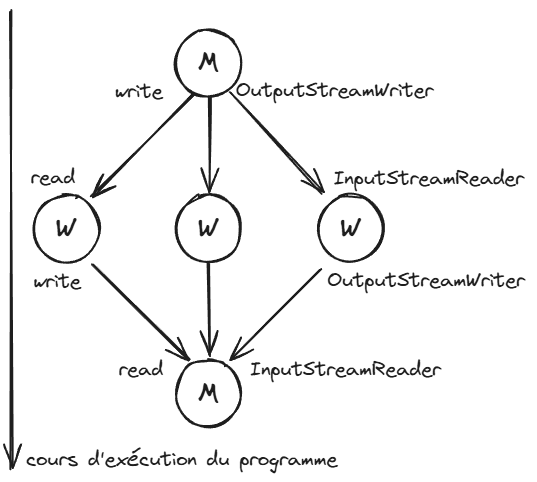 M
write
OutputStreamWriter
read
InputStreamReader
W
W
W
write
OutputStreamWriter
read
InputStreamReader
M
cours d'exécution du programme